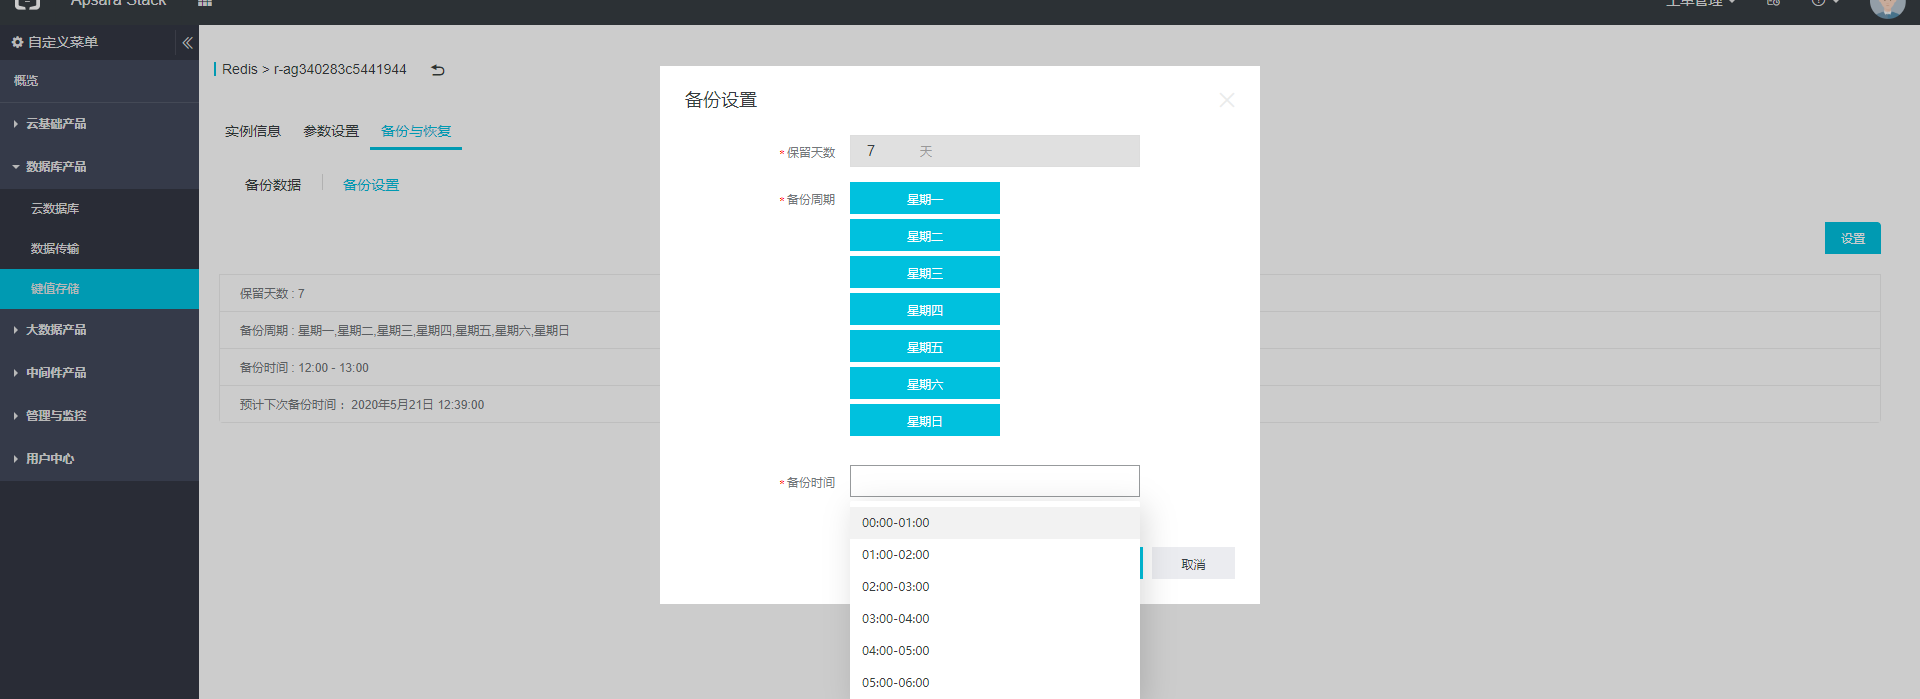 Apsara Stack
工单管理
自定义菜单
概览
云基础产品
数据库产品
云数据库
数据传输
键值存储
大数据产品
中间件产品
管理与监控
用户中心
Redis > r-ag340283c5441944
实例信息 参数设置 备份与恢复
备份数据 备份设置
设置
保留天数 : 7
备份周期 : 星期一,星期二,星期三,星期四,星期五,星期六,星期日
备份时间 : 12:00 - 13:00
预计下次备份时间 : 2020年5月21日 12:39:00
备份设置
*保留天数 7 天
*备份周期 星期一
星期二
星期三
星期四
星期五
星期六
星期日
*备份时间
00:00-01:00
01:00-02:00
02:00-03:00
03:00-04:00
04:00-05:00
05:00-06:00
取消